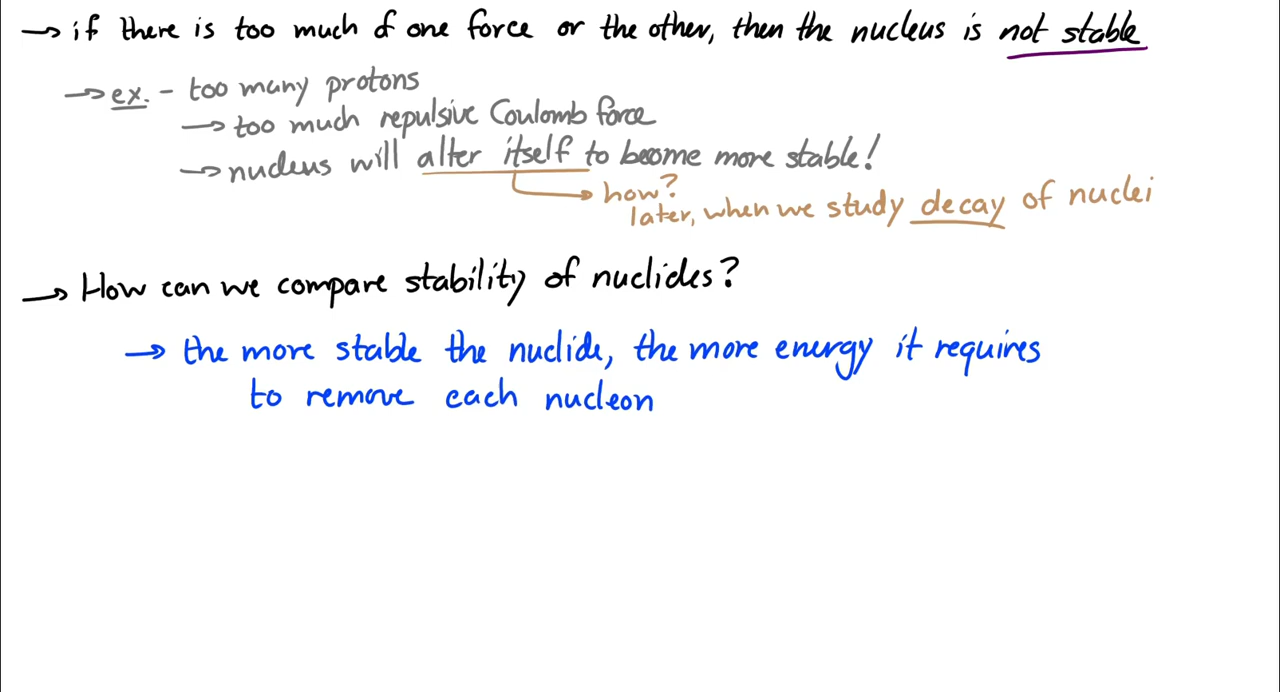 → if there is too much of one force or the other, then the nucleus is not stable
→ ex. - too many protons
→ too much repulsive Coulomb force
→ nucleus will alter itself to become more stable!
→ how?
later, when we study decay of nuclei
→ How can we compare stability of nuclides?
→ the more stable the nuclide, the more energy it requires
to remove each nucleon